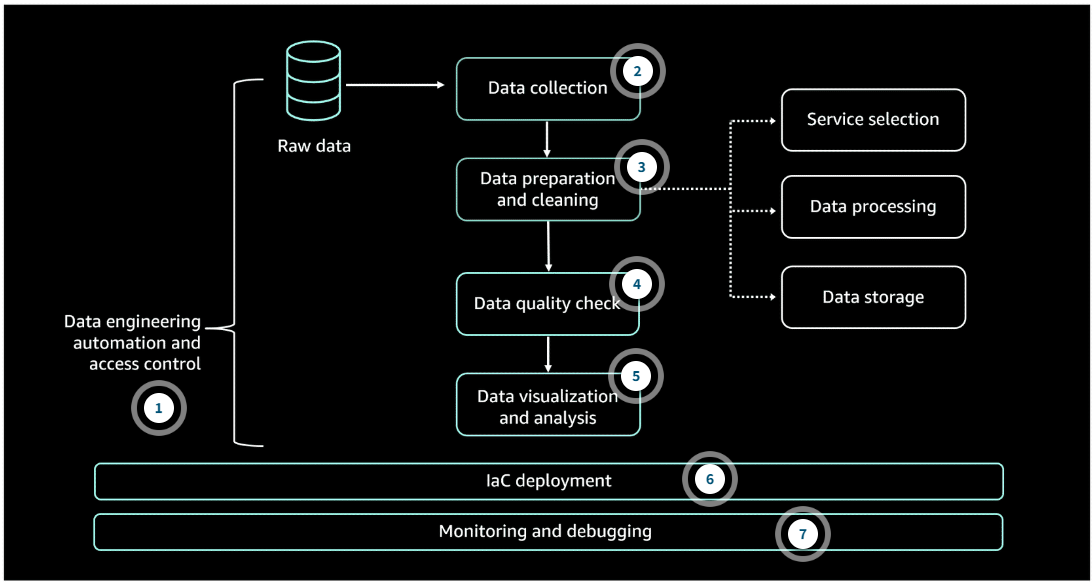 2
Data collection
Raw data
Service selection
3
Data preparation
and cleaning
Data processing
4
Data quality check
Data storage
Data engineering
automation and
access control
1
5
Data visualization
and analysis
IaC deployment
6
Monitoring and debugging
7